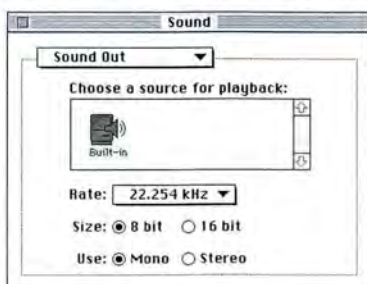 Sound
Sound Out
Choose a source for playback:
Built-in
Rate: 22.254 kHz
Size: 8 bit 16 bit
Use: Mono Stereo